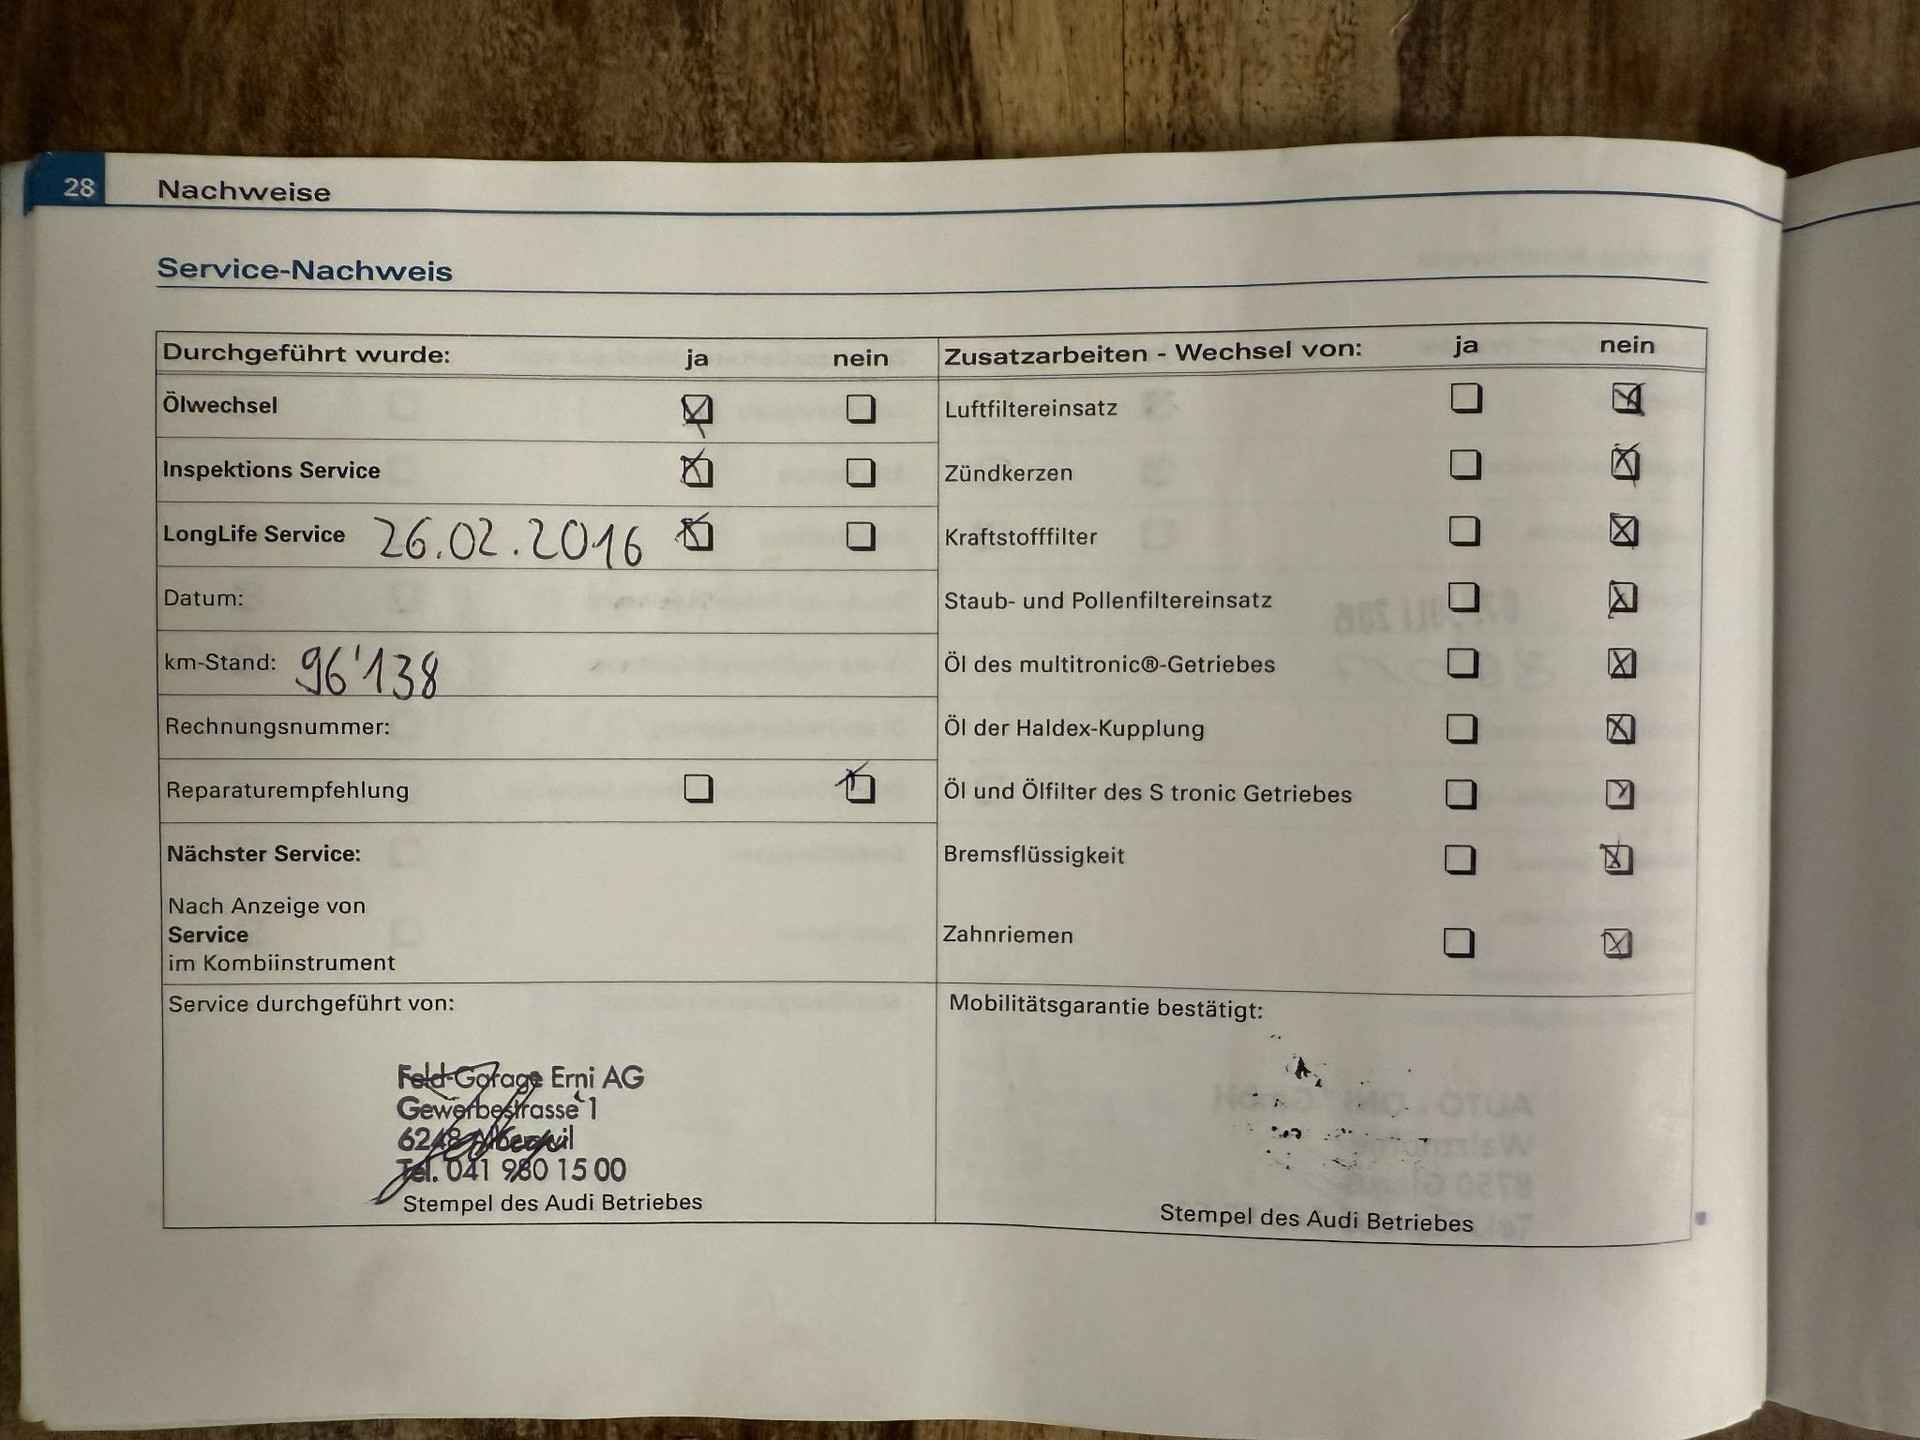 28 Nachweise
Service-Nachweis
Durchgeführt wurde: ja nein
Ölwechsel
Inspektions Service
LongLife Service 26.02.2016
Datum:
km-Stand: 96'138
Rechnungsnummer:
Reparaturempfehlung
Nächster Service:
Nach Anzeige von
Service
im Kombiinstrument
Service durchgeführt von:
Feld-Garage Erni AG
Gewerbestrasse 1
6248 Alberswil
Tel. 041 980 15 00
Stempel des Audi Betriebes
Zusatzarbeiten - Wechsel von: ja nein
Luftfiltereinsatz
Zündkerzen
Kraftstofffilter
Staub- und Pollenfiltereinsatz
Öl des multitronic®-Getriebes
Öl der Haldex-Kupplung
Öl und Ölfilter des S tronic Getriebes
Bremsflüssigkeit
Zahnriemen
Mobilitätsgarantie bestätigt:
Stempel des Audi Betriebes